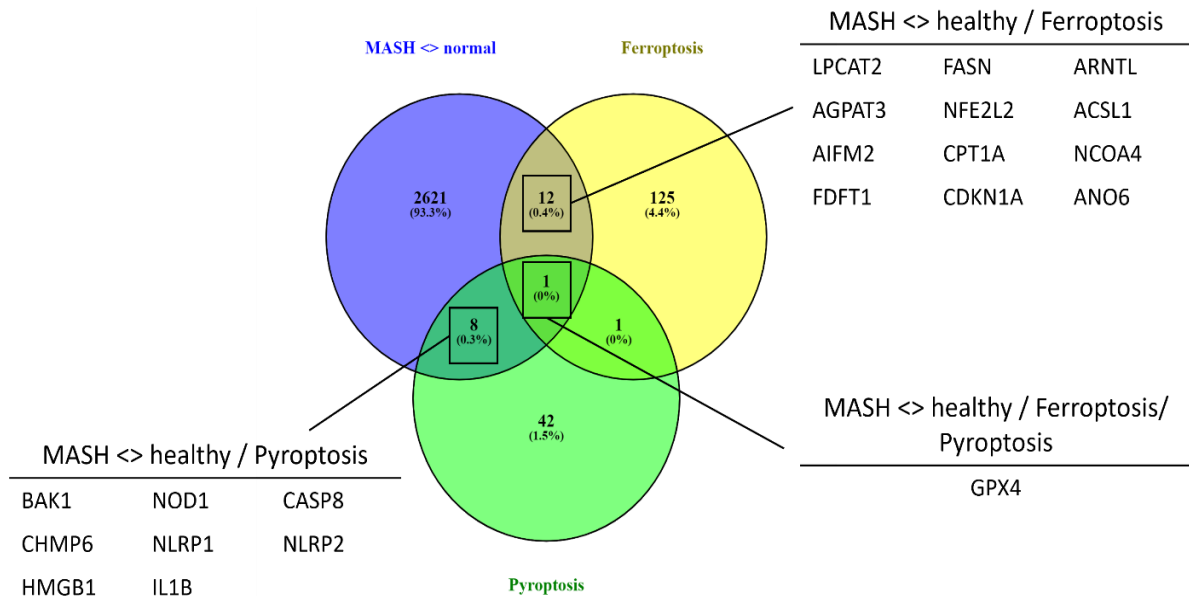 MASH <> healthy / Ferroptosis
LPCAT2 FASN ARNTL
AGPAT3 NFE2L2 ACSL1
AIFM2 CPT1A NCOA4
FDFT1 CDKN1A ANO6
MASH <> normal
Ferroptosis
2621
(93.3%)
12
(0.4%)
125
(4.4%)
1
(0%)
8
(0.3%)
1
(0%)
42
(1.5%)
Pyroptosis
MASH <> healthy / Ferroptosis/
Pyroptosis
GPX4
MASH <> healthy / Pyroptosis
BAK1 NOD1 CASP8
CHMP6 NLRP1 NLRP2
HMGB1 IL1B